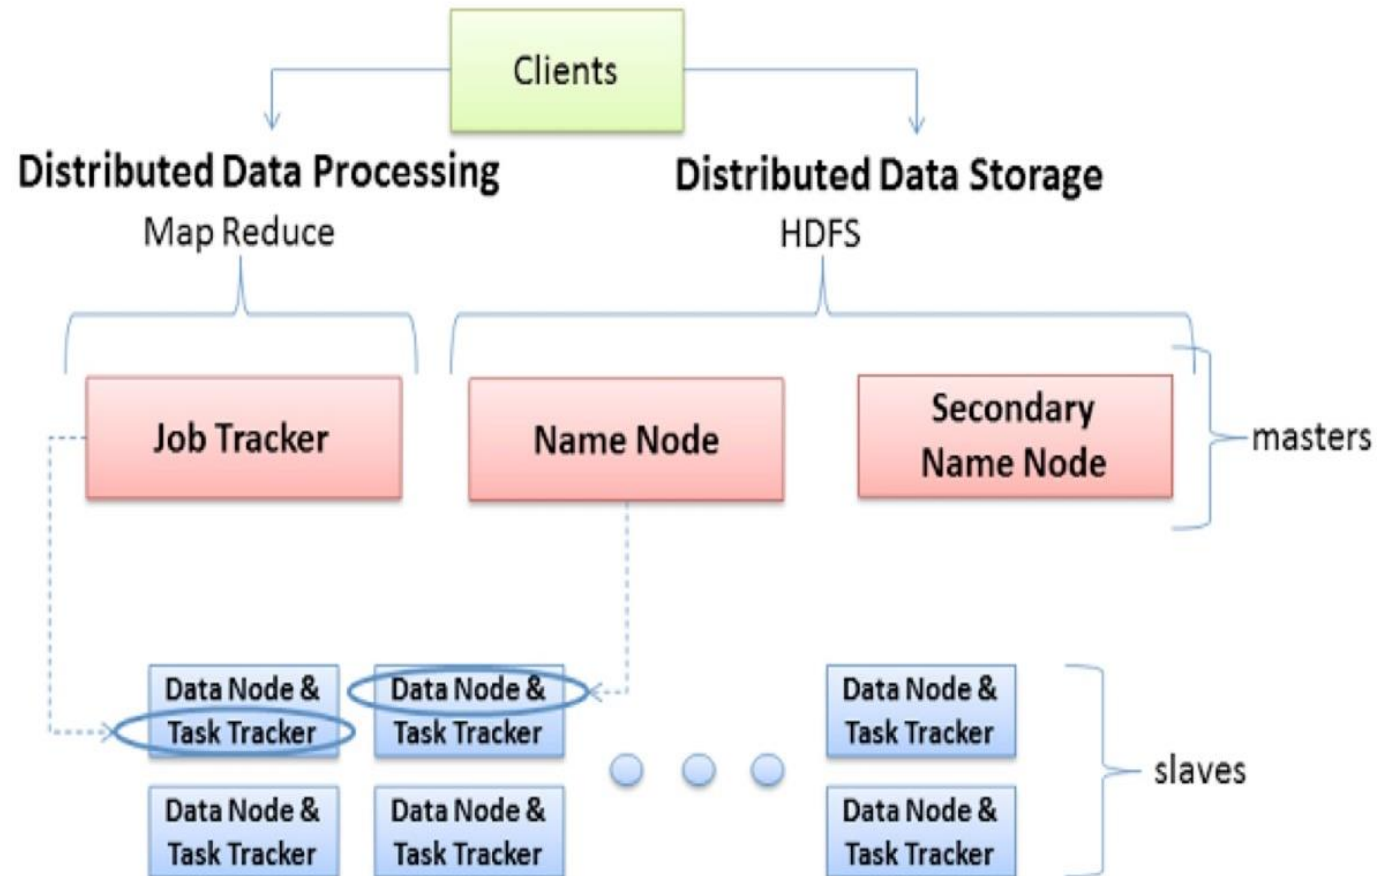 Clients
Distributed Data Processing
Map Reduce
Distributed Data Storage
HDFS
Job Tracker
Name Node
Secondary
Name Node
masters
Data Node &
Task Tracker
Data Node &
Task Tracker
Data Node &
Task Tracker
slaves
Data Node &
Task Tracker
Data Node &
Task Tracker
Data Node &
Task Tracker